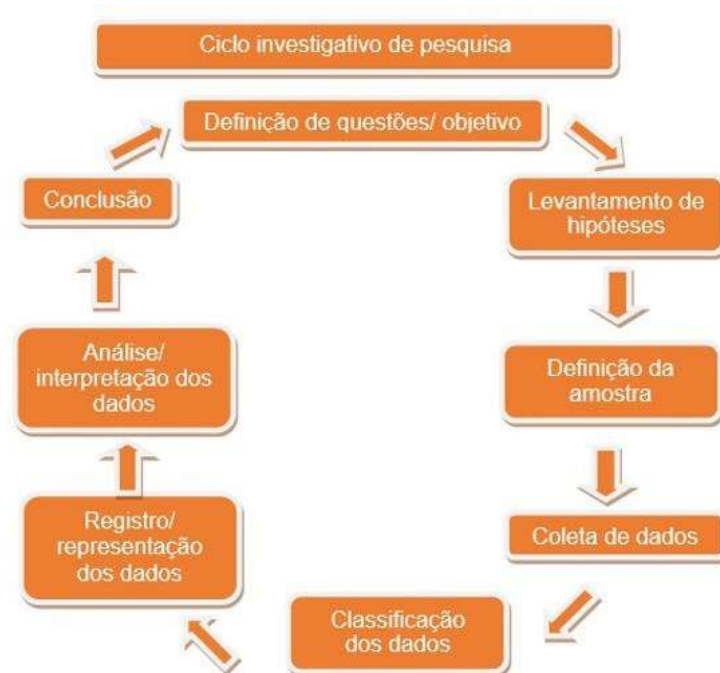 Ciclo investigativo de pesquisa
Definição de questões/ objetivo
Levantamento de
hipóteses
Definição da
amostra
Coleta de dados
Classificação
dos dados
Registro/
representação
dos dados
Análise/
interpretação dos
dados
Conclusão